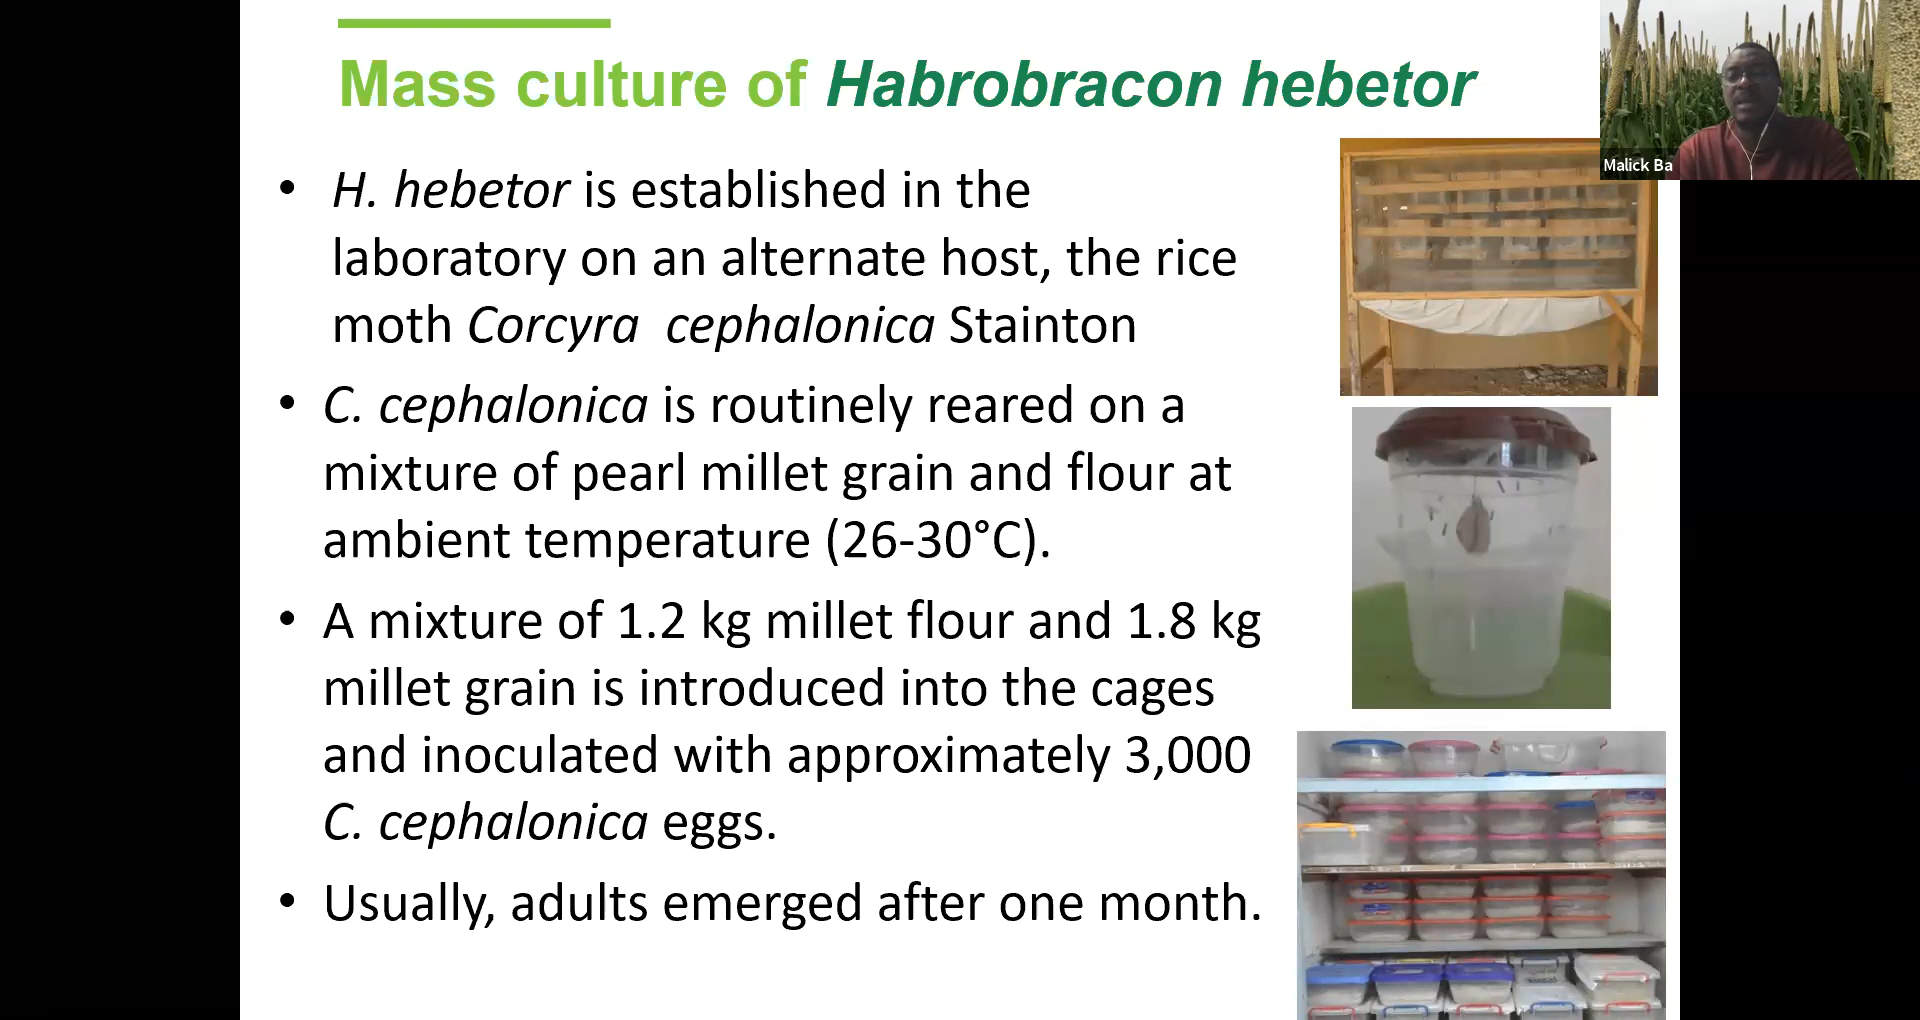 Mass culture of Habrobracon hebetor
Malick Ba
• H. hebetor is established in the
laboratory on an alternate host, the rice
moth Corcyra cephalonica Stainton
• C. cephalonica is routinely reared on a
mixture of pearl millet grain and flour at
ambient temperature (26-30°C).
• A mixture of 1.2 kg millet flour and 1.8 kg
millet grain is introduced into the cages
and inoculated with approximately 3,000
C. cephalonica eggs.
• Usually, adults emerged after one month.